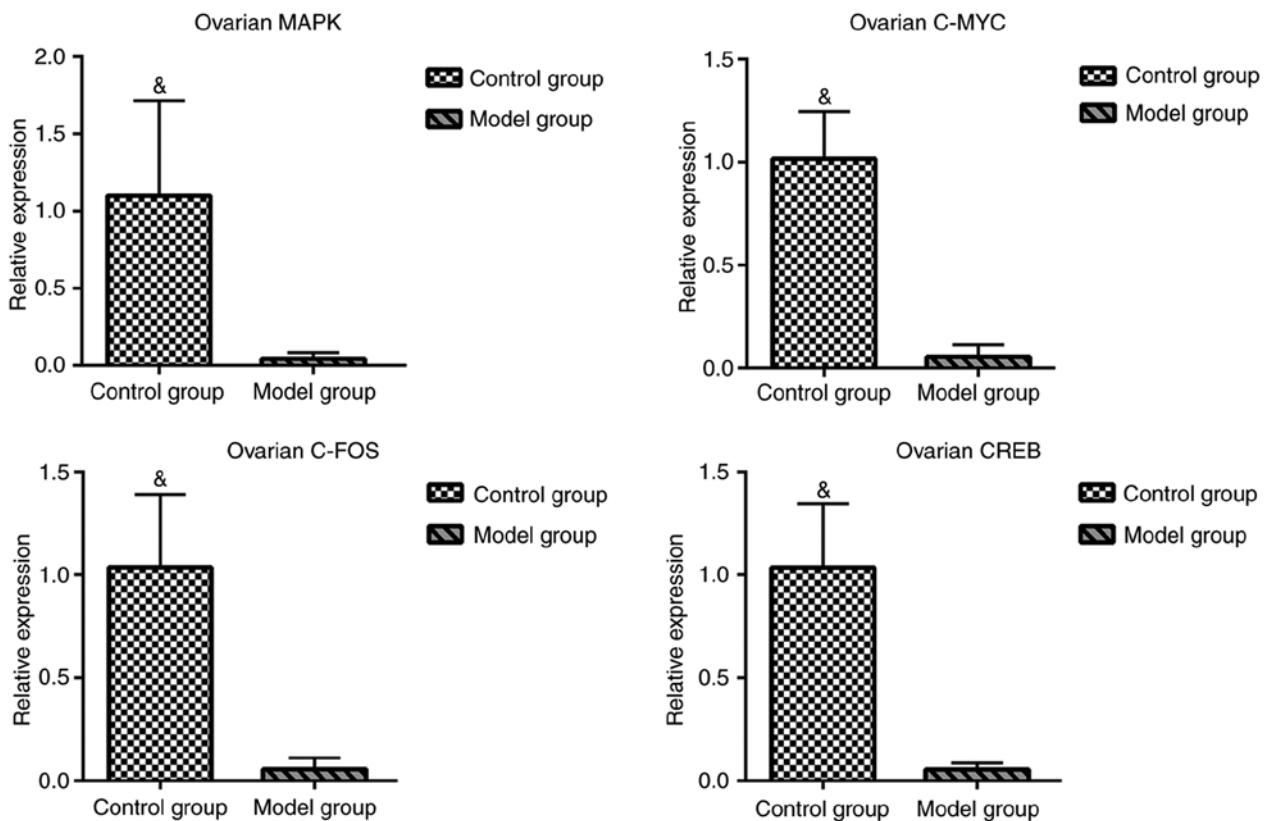 Ovarian MAPK
2.0
&
Control group
Model group
1.5
1.0
0.5
0.0
Relative expression
Control group Model group
Ovarian C-MYC
1.5
&
Control group
Model group
1.0
0.5
0.0
Relative expression
Control group Model group
Ovarian C-FOS
1.5
&
Control group
Model group
1.0
0.5
0.0
Relative expression
Control group Model group
Ovarian CREB
1.5
&
Control group
Model group
1.0
0.5
0.0
Relative expression
Control group Model group